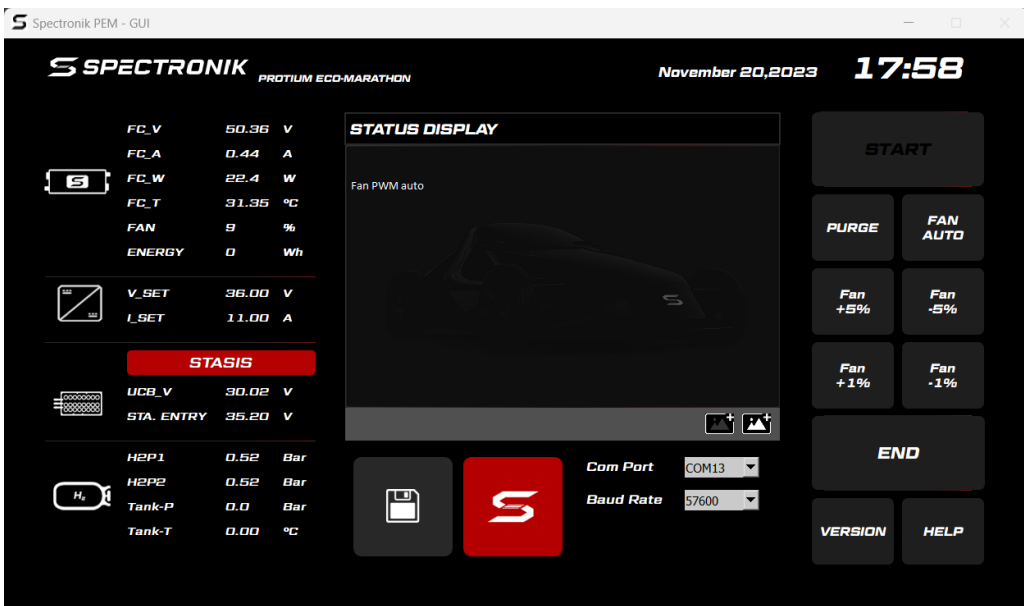 Spectronik PEM - GUI
SPECTRONIK PROTIUM ECO-MARATHON
November 20,2023 17:58
FC_V 50.36 V
FC_A 0.44 A
FC_W 22.4 W
FC_T 31.35 ºC
FAN 9 %
ENERGY 0 Wh
V_SET 36.00 V
I_SET 11.00 A
STASIS
UCB_V 30.02 V
STA. ENTRY 35.20 V
H2P1 0.52 Bar
H2P2 0.52 Bar
Tank-P 0.0 Bar
Tank-T 0.00 ºC
H₂
STATUS DISPLAY
Fan PWM auto
Com Port COM13
Baud Rate 57600
START
PURGE
FAN
AUTO
Fan
+5%
Fan
-5%
Fan
+1%
Fan
-1%
END
VERSION
HELP